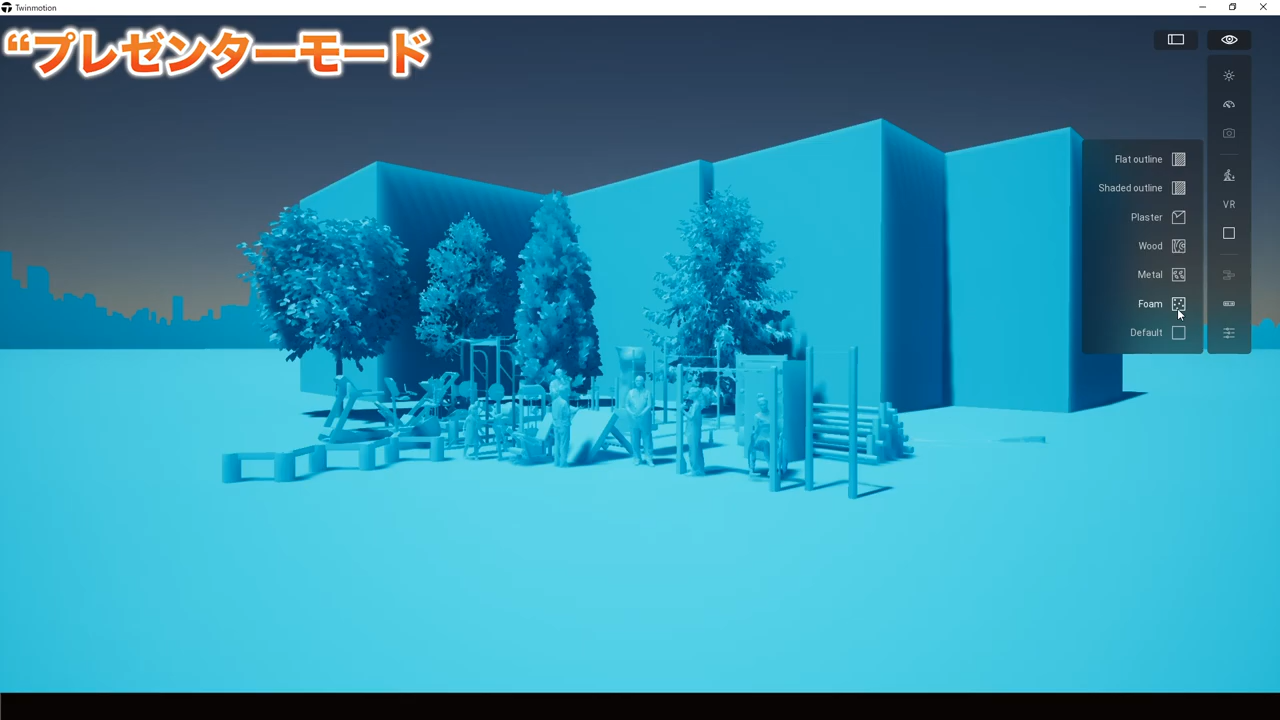 Twinmotion
“プレゼンターモード
Flat outline
Shaded outline
Plaster
VR
Wood
Metal
Foam
Default